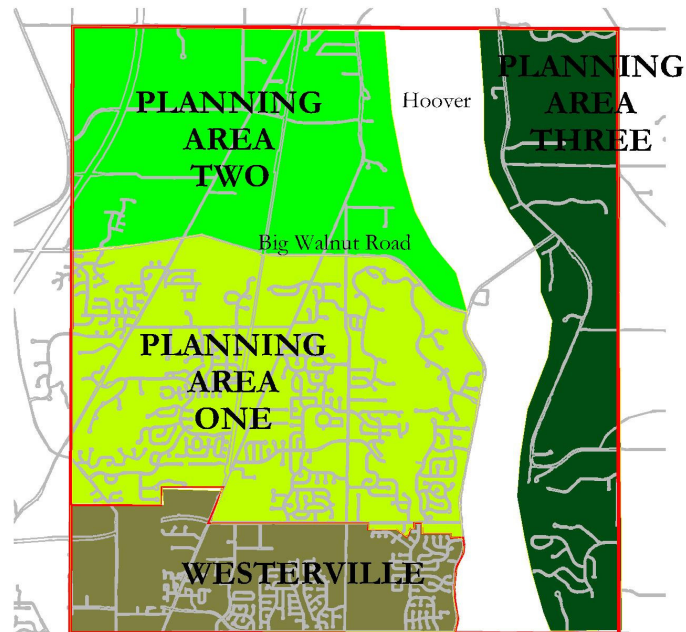 PLANNING
AREA
TWO
Hoover
PLANNING
AREA
THREE
Big Walnut Road
PLANNING
AREA
ONE
WESTERVILLE